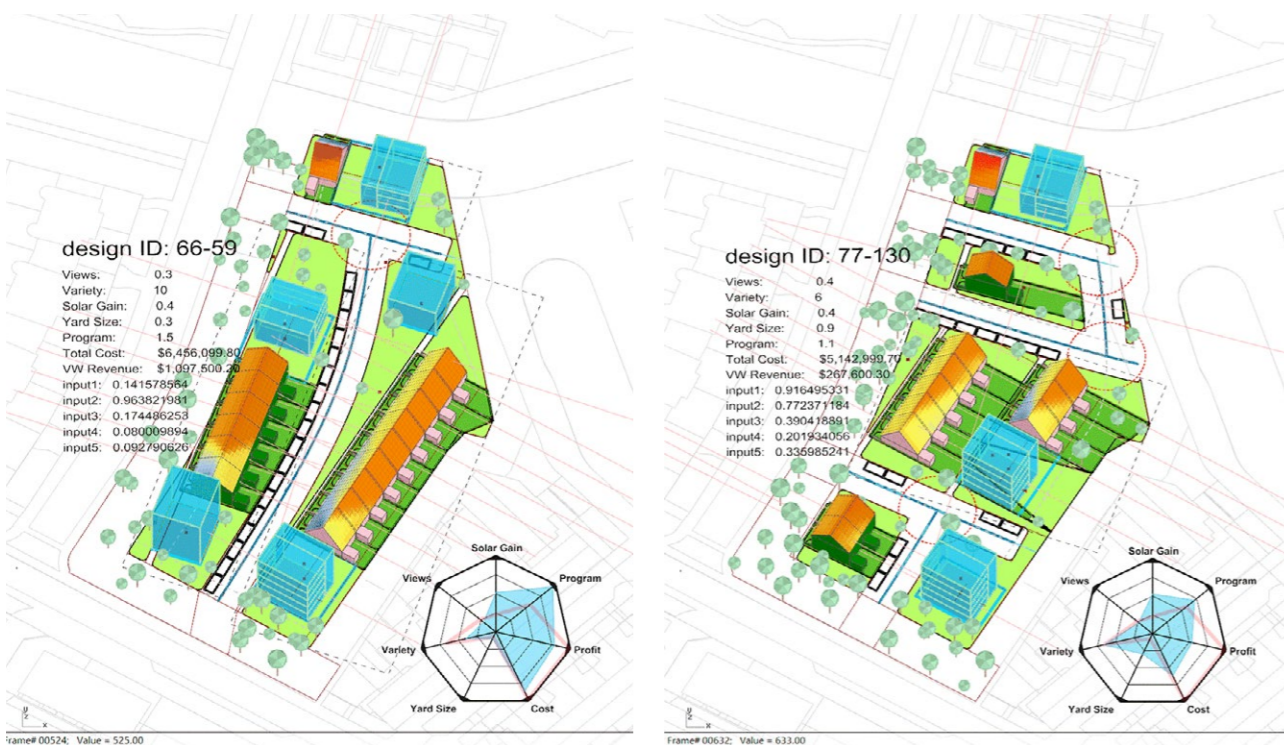 design ID: 66-59
Views: 0.3
Variety: 10
Solar Gain: 0.4
Yard Size: 0.3
Program: 1.5
Total Cost: $6,456,099.80
VW Revenue: $1,097,500.20
input1: 0.141578564
input2: 0.963821981
input3: 0.174486253
input4: 0.080009894
input5: 0.092790626
Solar Gain
Views
Program
Variety
Profit
Yard Size
Cost
Frame# 00524; Value = 525.00
design ID: 77-130
Views: 0.4
Variety: 6
Solar Gain: 0.4
Yard Size: 0.9
Program: 1.1
Total Cost: $5,142,999.70
VW Revenue: $267,600.30
input1: 0.916495331
input2: 0.772371184
input3: 0.390418891
input4: 0.201934056
input5: 0.335985241
Solar Gain
Views
Program
Variety
Profit
Yard Size
Cost
Frame# 00632; Value = 633.00